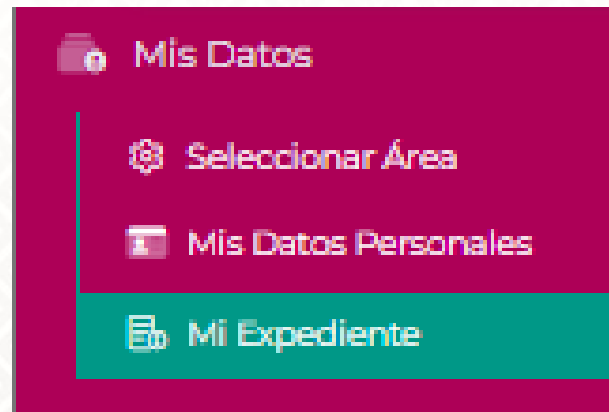 Mis Datos
Seleccionar Área
Mis Datos Personales
Mi Expediente